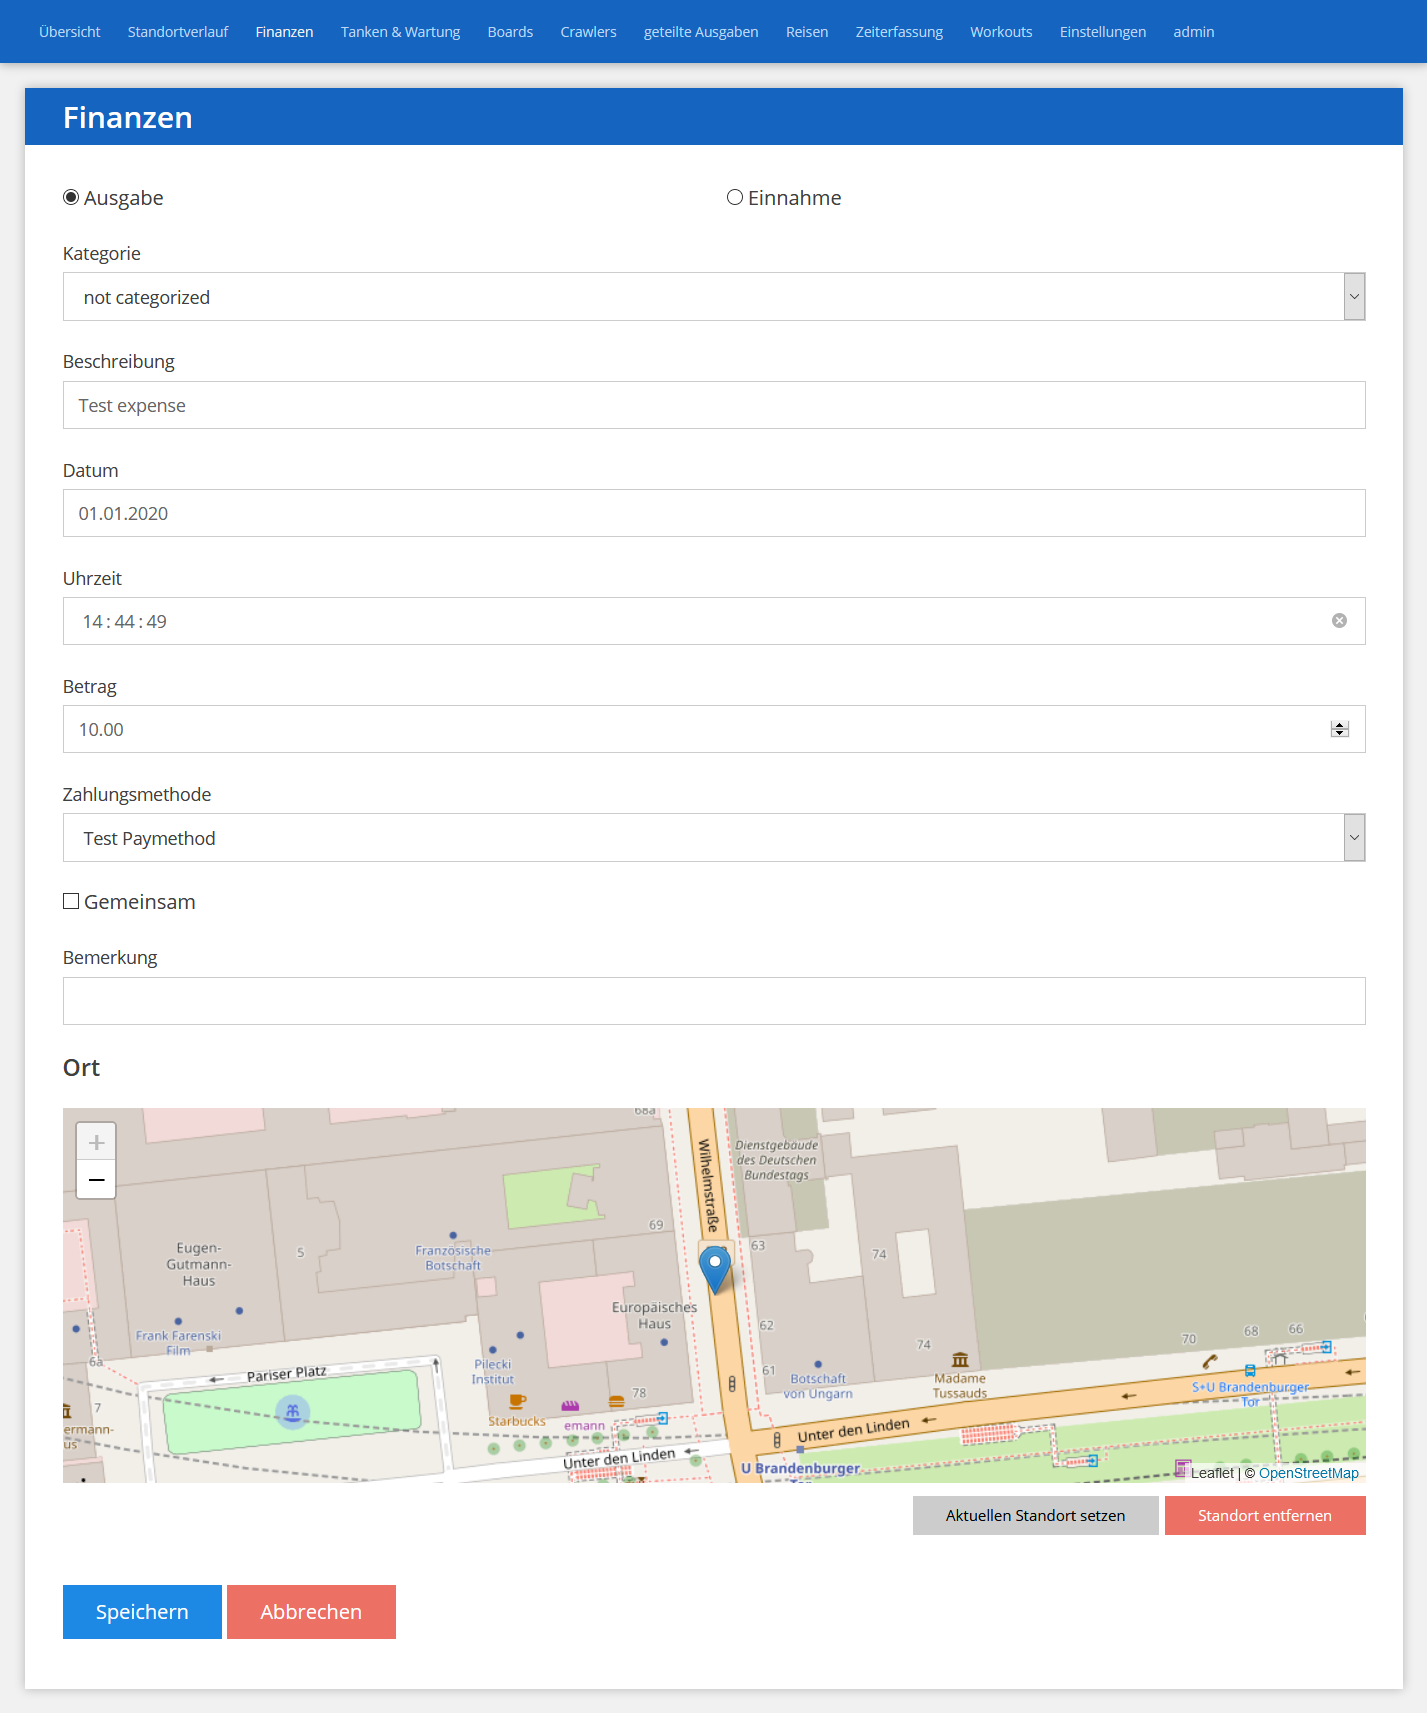 Übersicht Standortverlauf Finanzen Tanken & Wartung Boards Crawlers geteilte Ausgaben Reisen Zeiterfassung Workouts Einstellungen admin
Finanzen
Ausgabe Einnahme
Kategorie
not categorized
Beschreibung
Test expense
Datum
01.01.2020
Uhrzeit
14 : 44 : 49
Betrag
10.00
Zahlungsmethode
Test Paymethod
Gemeinsam
Bemerkung
Ort
+
−
68a
Wilhelmstraße
Dienstgebäude
des Deutschen
Bundestags
69
63
74
5
Eugen-
Gutmann-
Haus
Französische
Botschaft
Europäisches
Haus
62
74
70
68
66
Frank Farenski
Film
6a
Pariser Platz
Pilecki
Institut
61
Botschaft
von Ungarn
Madame
Tussauds
S+U Brandenburger
Tor
78
7
Starbucks
emann
ermann-
us
Unter den Linden
Unter den Linden
U Brandenburger
Leaflet | © OpenStreetMap
Aktuellen Standort setzen Standort entfernen
Speichern Abbrechen